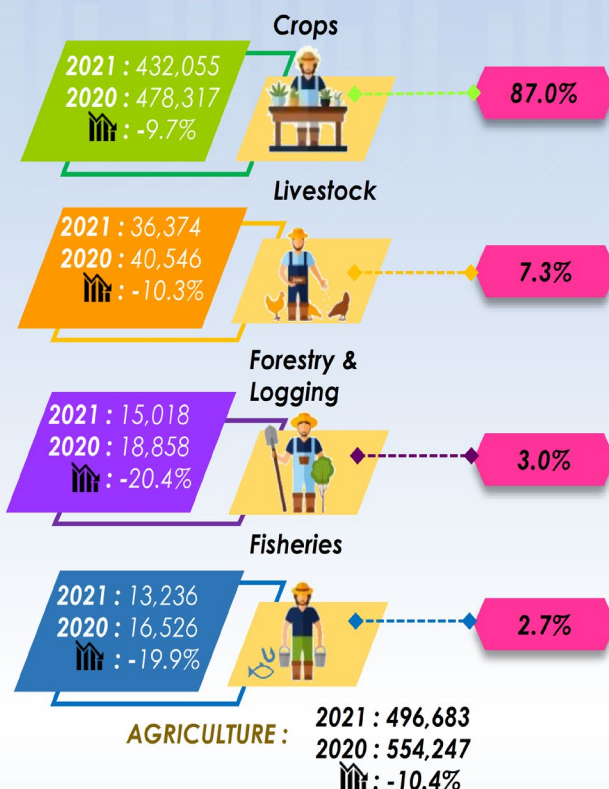 Crops
2021 : 432,055
2020 : 478,317
: -9.7%
87.0%
Livestock
2021 : 36,374
2020 : 40,546
: -10.3%
7.3%
Forestry &
Logging
2021 : 15,018
2020 : 18,858
: -20.4%
3.0%
Fisheries
2021 : 13,236
2020 : 16,526
: -19.9%
2.7%
AGRICULTURE :
2021 : 496,683
2020 : 554,247
: -10.4%